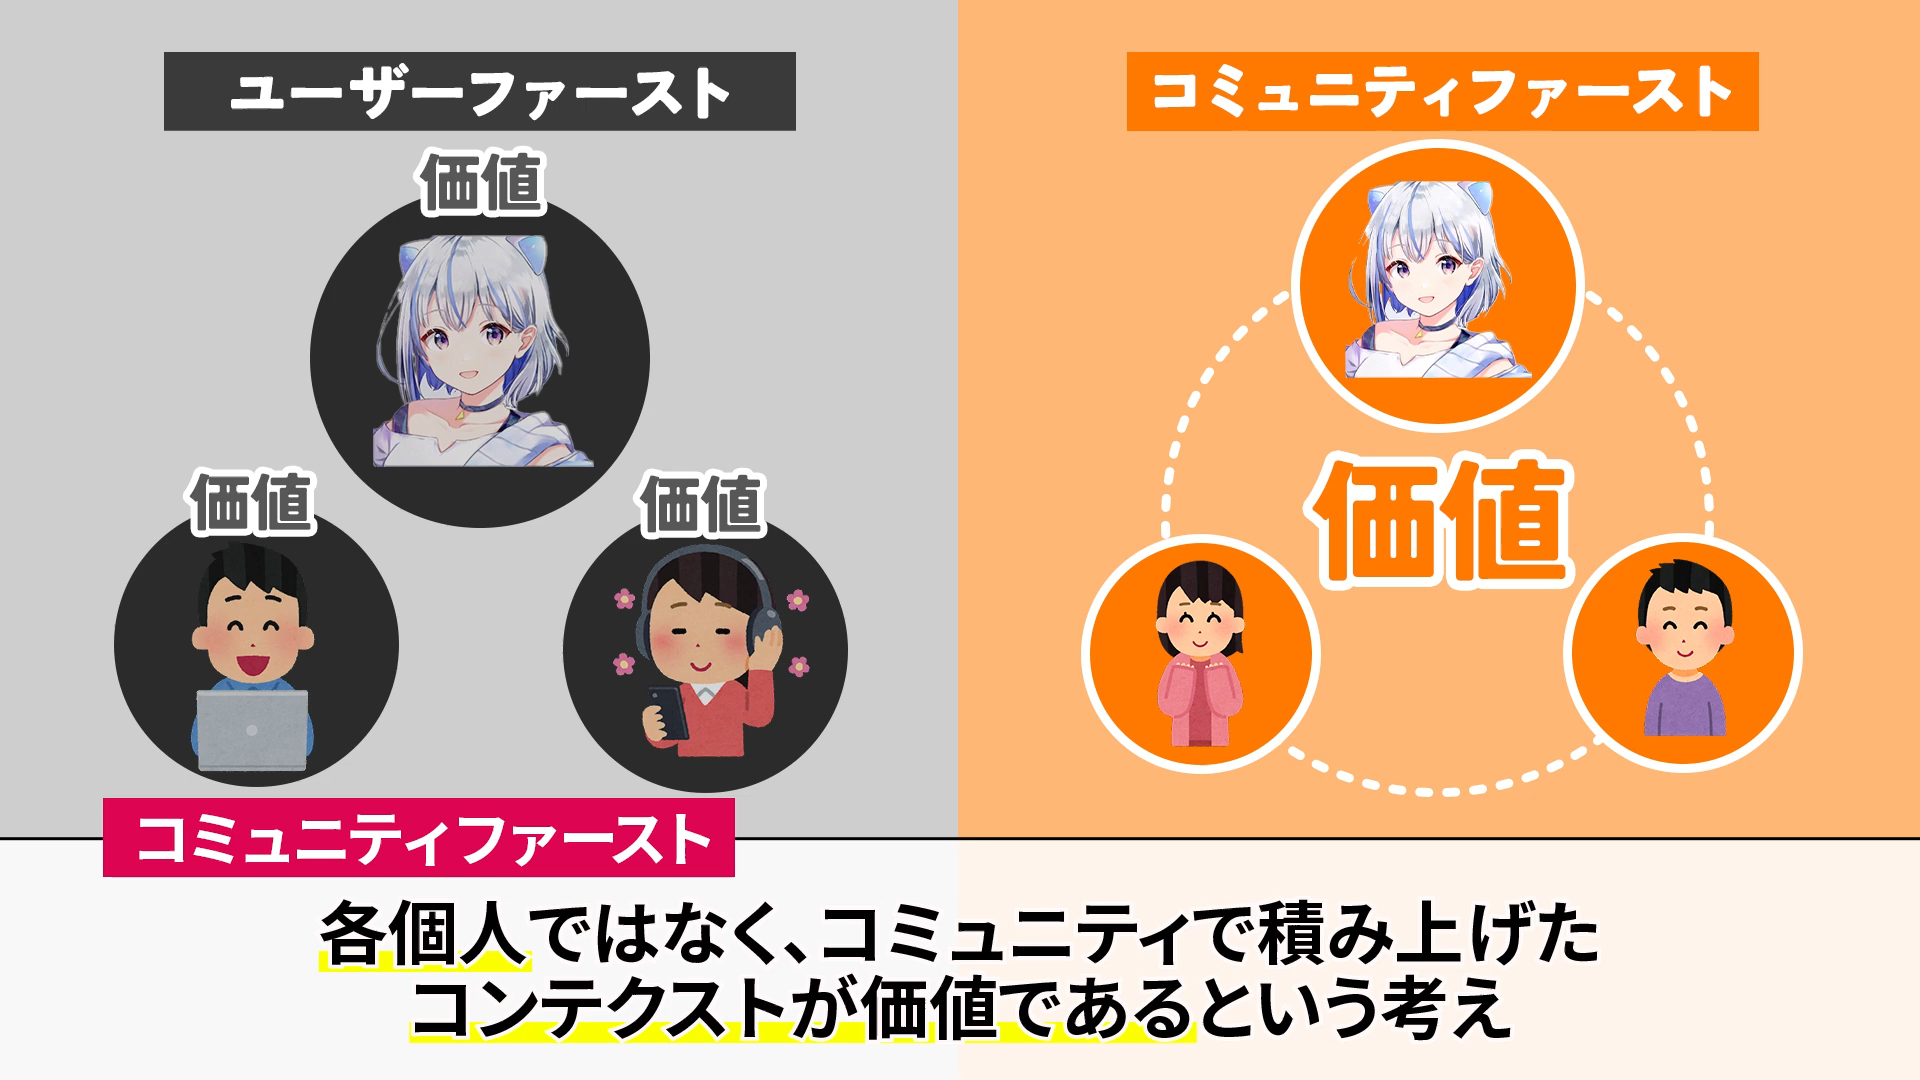 ユーザーファースト
価値
価値
価値
コミュニティファースト
価値
コミュニティファースト
各個人ではなく、コミュニティで積み上げた
コンテクストが価値であるという考え